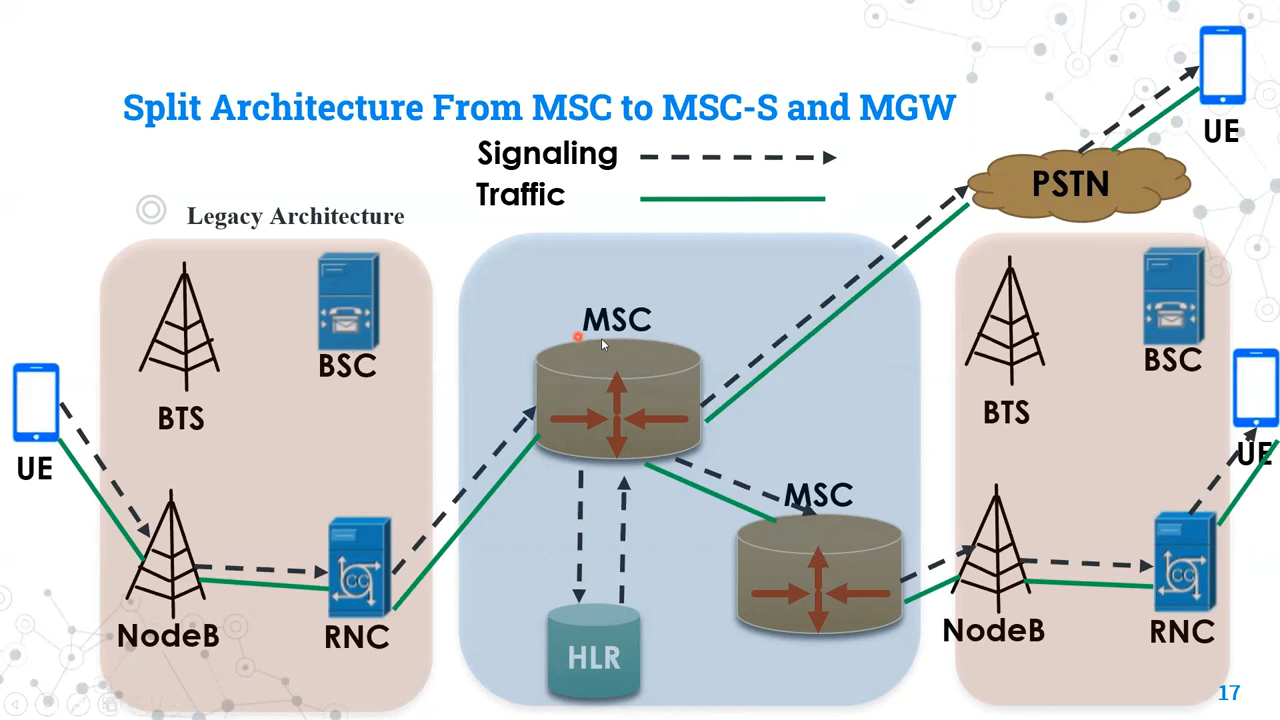 Split Architecture From MSC to MSC-S and MGW
Signaling
Traffic
Legacy Architecture
UE
PSTN
MSC
BSC
BTS
UE
NodeB
RNC
HLR
MSC
BSC
BTS
UE
NodeB
RNC
17